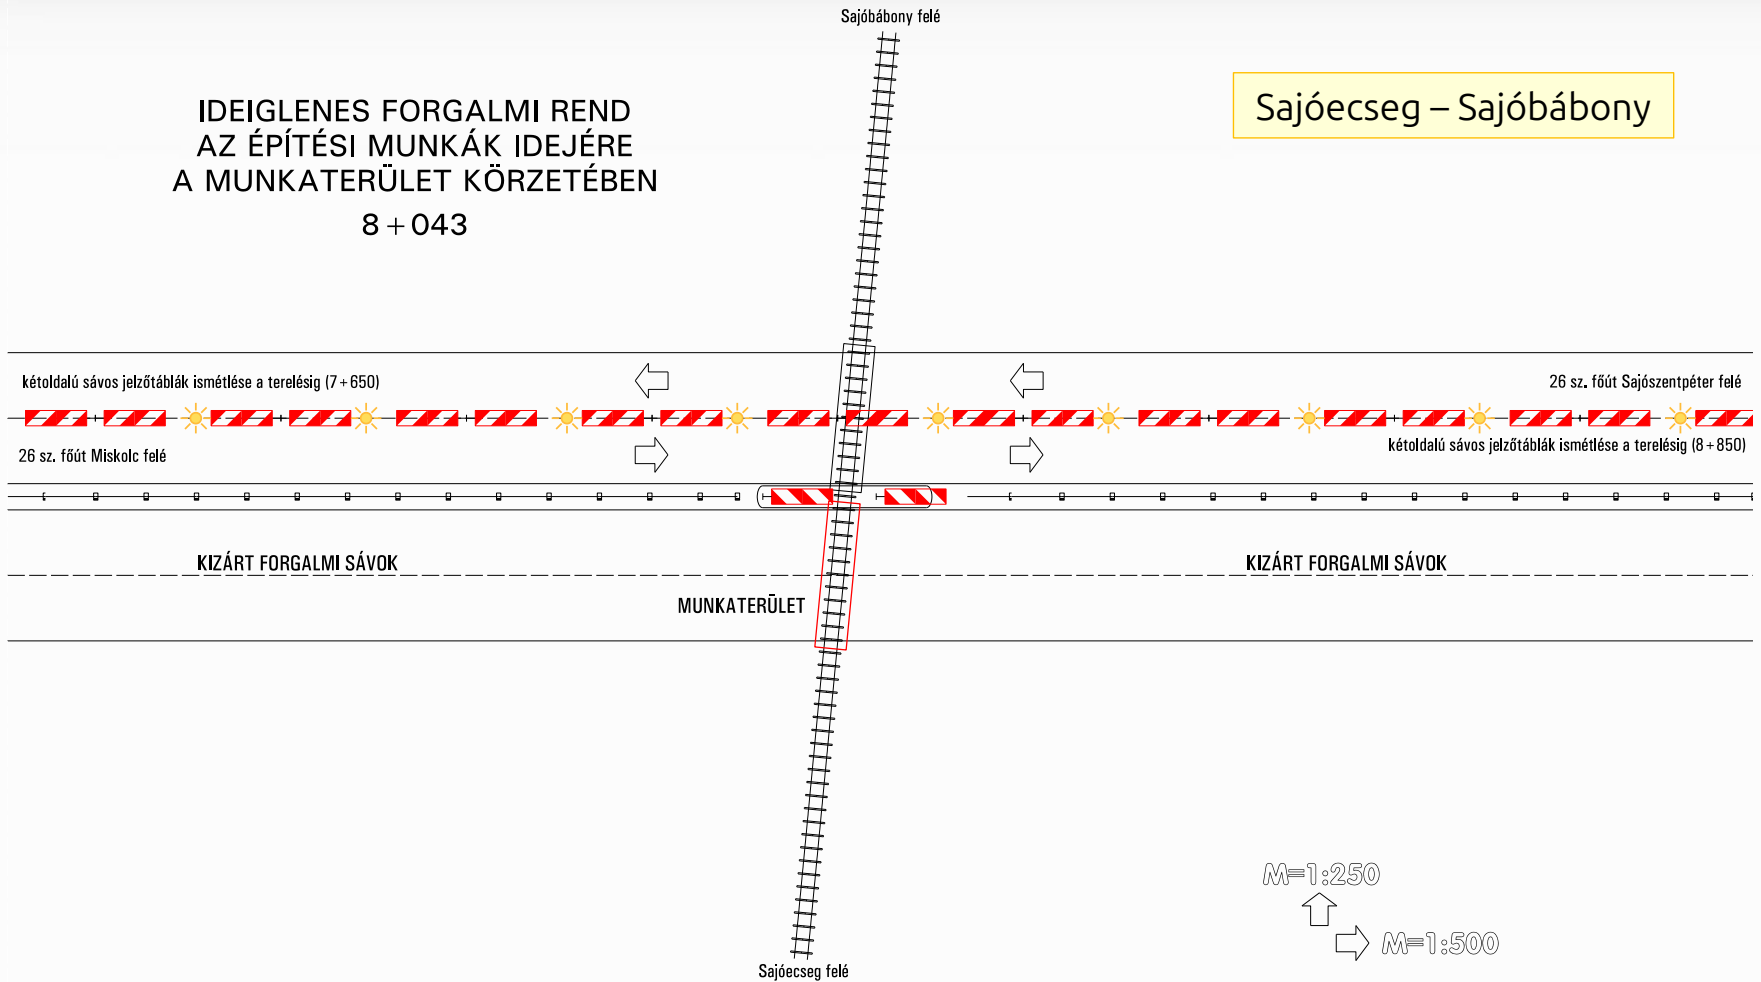 Sajóbábony felé
Sajóecseg – Sajóbábony
IDEIGLENES FORGALMI REND
AZ ÉPÍTÉSI MUNKÁK IDEJÉRE
A MUNKATERÜLET KÖRZETÉBEN
8+043
kétoldalú sávos jelzőtáblák ismétlése a terelésig (7+650)
26 sz. főút Sajószentpéter felé
kétoldalú sávos jelzőtáblák ismétlése a terelésig (8+850)
26 sz. főút Miskolc felé
KIZÁRT FORGALMI SÁVOK
KIZÁRT FORGALMI SÁVOK
MUNKATERÜLET
M=1:250
M=1:500
Sajóecseg felé